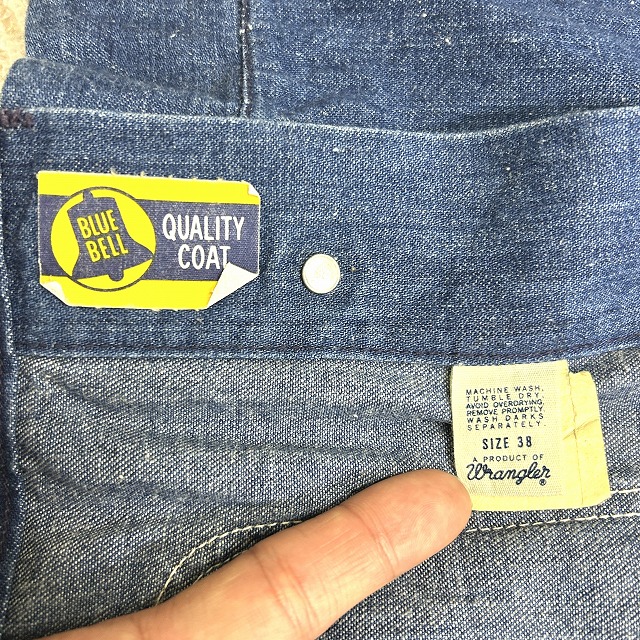 BLUE
BELL
QUALITY
COAT
MACHINE WASH,
TUMBLE DRY.
AVOID OVERDRYING.
REMOVE PROMPTLY.
WASH DARKS
SEPARATELY.
SIZE 38
A PRODUCT OF
Wrangler®